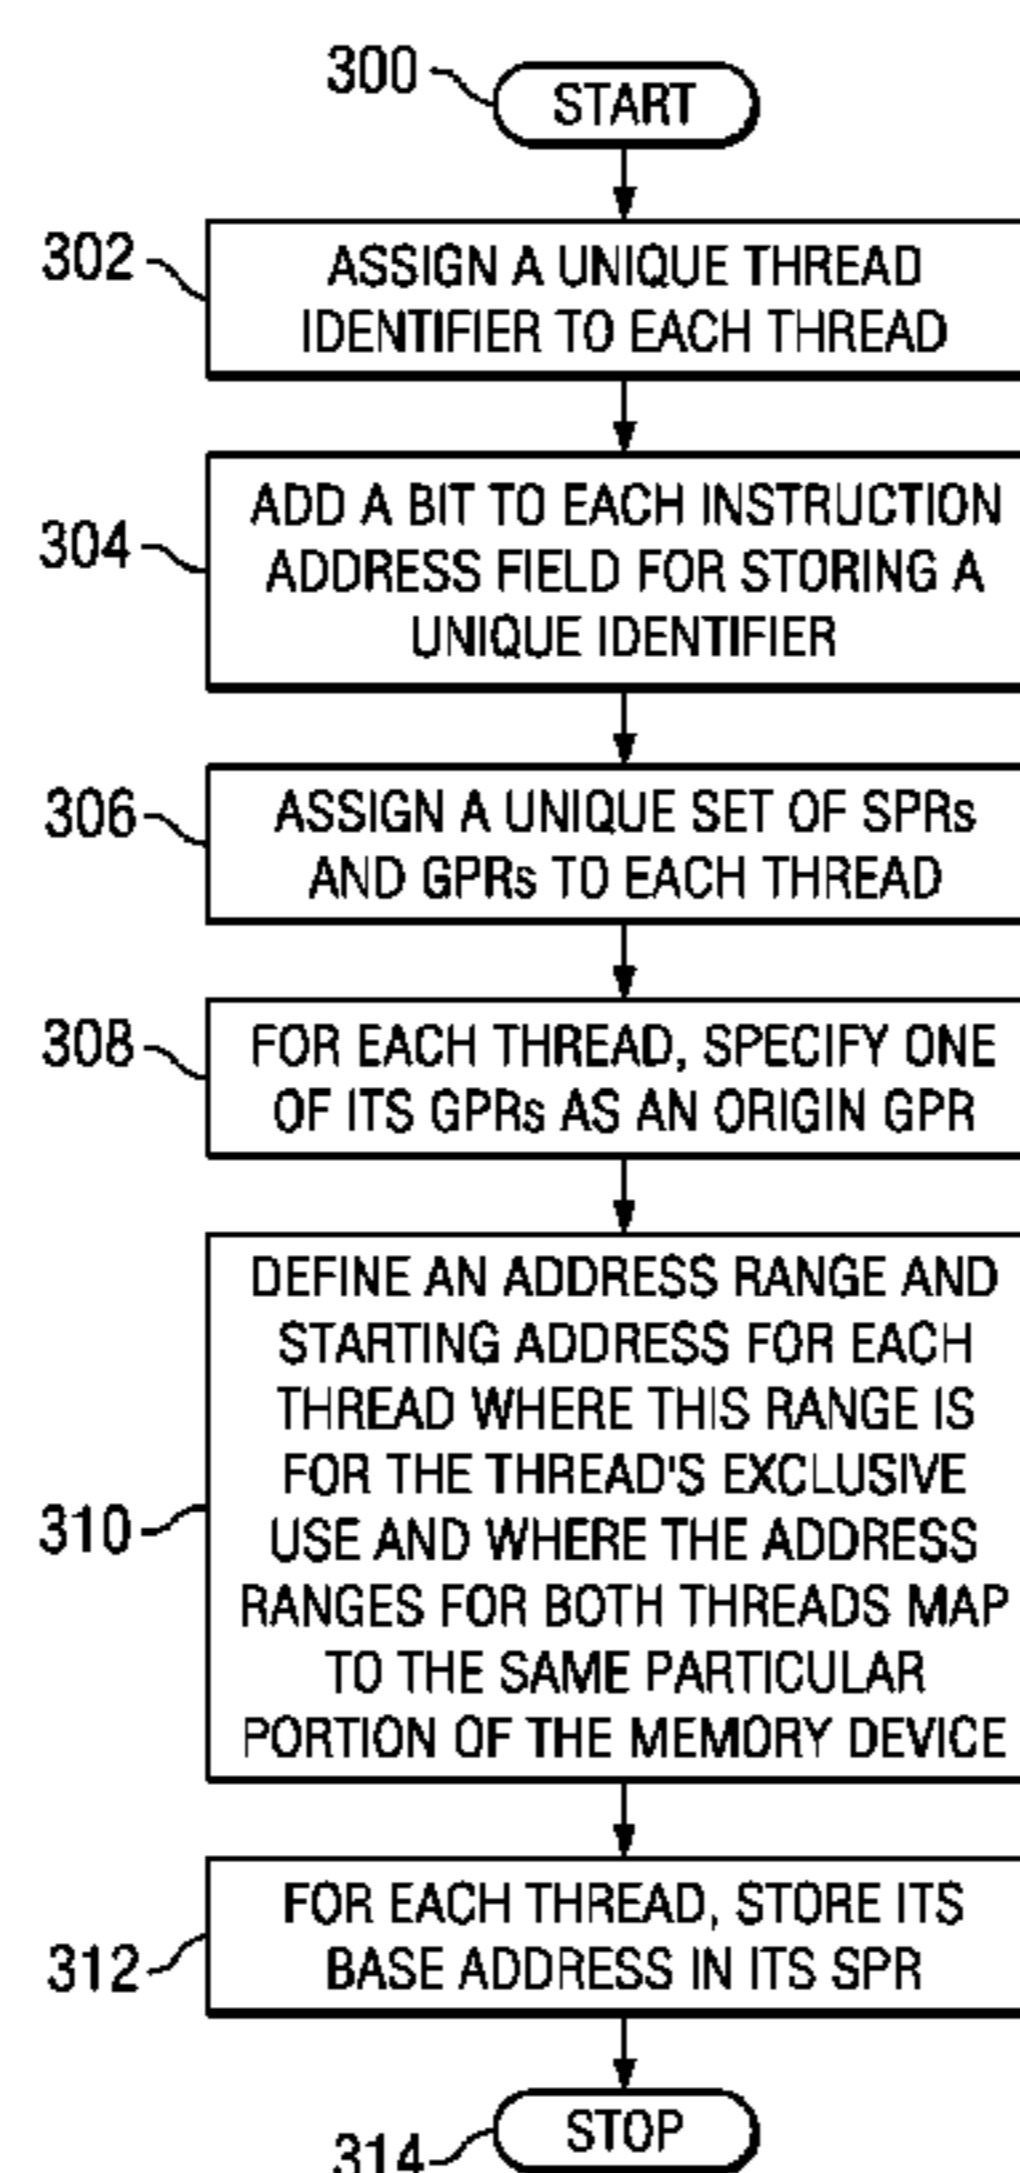 300
START
302
ASSIGN A UNIQUE THREAD
IDENTIFIER TO EACH THREAD
304
ADD A BIT TO EACH INSTRUCTION
ADDRESS FIELD FOR STORING A
UNIQUE IDENTIFIER
306
ASSIGN A UNIQUE SET OF SPRs
AND GPRs TO EACH THREAD
308
FOR EACH THREAD, SPECIFY ONE
OF ITS GPRs AS AN ORIGIN GPR
310
DEFINE AN ADDRESS RANGE AND
STARTING ADDRESS FOR EACH
THREAD WHERE THIS RANGE IS
FOR THE THREAD'S EXCLUSIVE
USE AND WHERE THE ADDRESS
RANGES FOR BOTH THREADS MAP
TO THE SAME PARTICULAR
PORTION OF THE MEMORY DEVICE
312
FOR EACH THREAD, STORE ITS
BASE ADDRESS IN ITS SPR
314
STOP